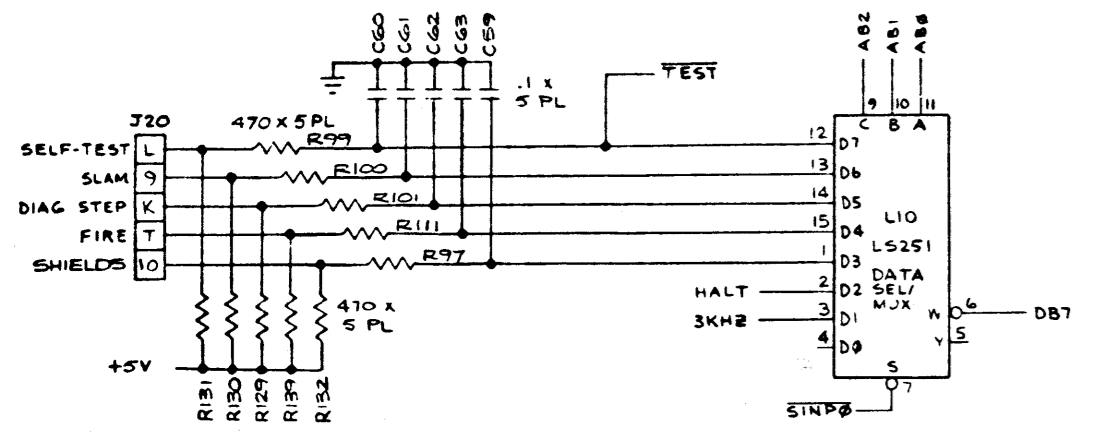 C60
C61
C62
C63
C59
AB2
AB1
ABØ
TEST
.1 x
5 PL
9 10 11
C B A
J20
470 x 5 PL
R99
SELF-TEST L
12 D7
R100
SLAM 9
13 D6
R101
DIAG STEP K
14 D5
R111
FIRE T
15 D4
L10
R97
SHIELDS 10
1 D3
LS251
DATA
SEL/
MUX
HALT 2 D2
3KHZ 3 D1
4 DØ
W 6 DB7
Y 5
470 x
5 PL
+5V
S
7
SINPØ
R131
R130
R129
R139
R132